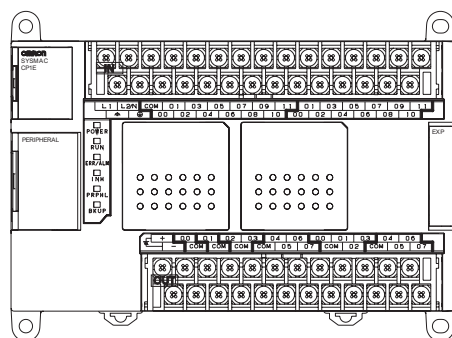 OMRON
SYSMAC
CP1E
IN
L1 L2/N COM 01 03 05 07 09 11 01 03 05 07 09 11
00 02 04 06 08 10 00 02 04 06 08 10
POWER
RUN
ERR/ALM
INH
PRPHL
BKUP
PERIPHERAL
EXP
+ 00 01 02 03 04 06 00 01 03 04 06
- COM COM COM COM 05 07 COM 02 COM 05 07
OUT